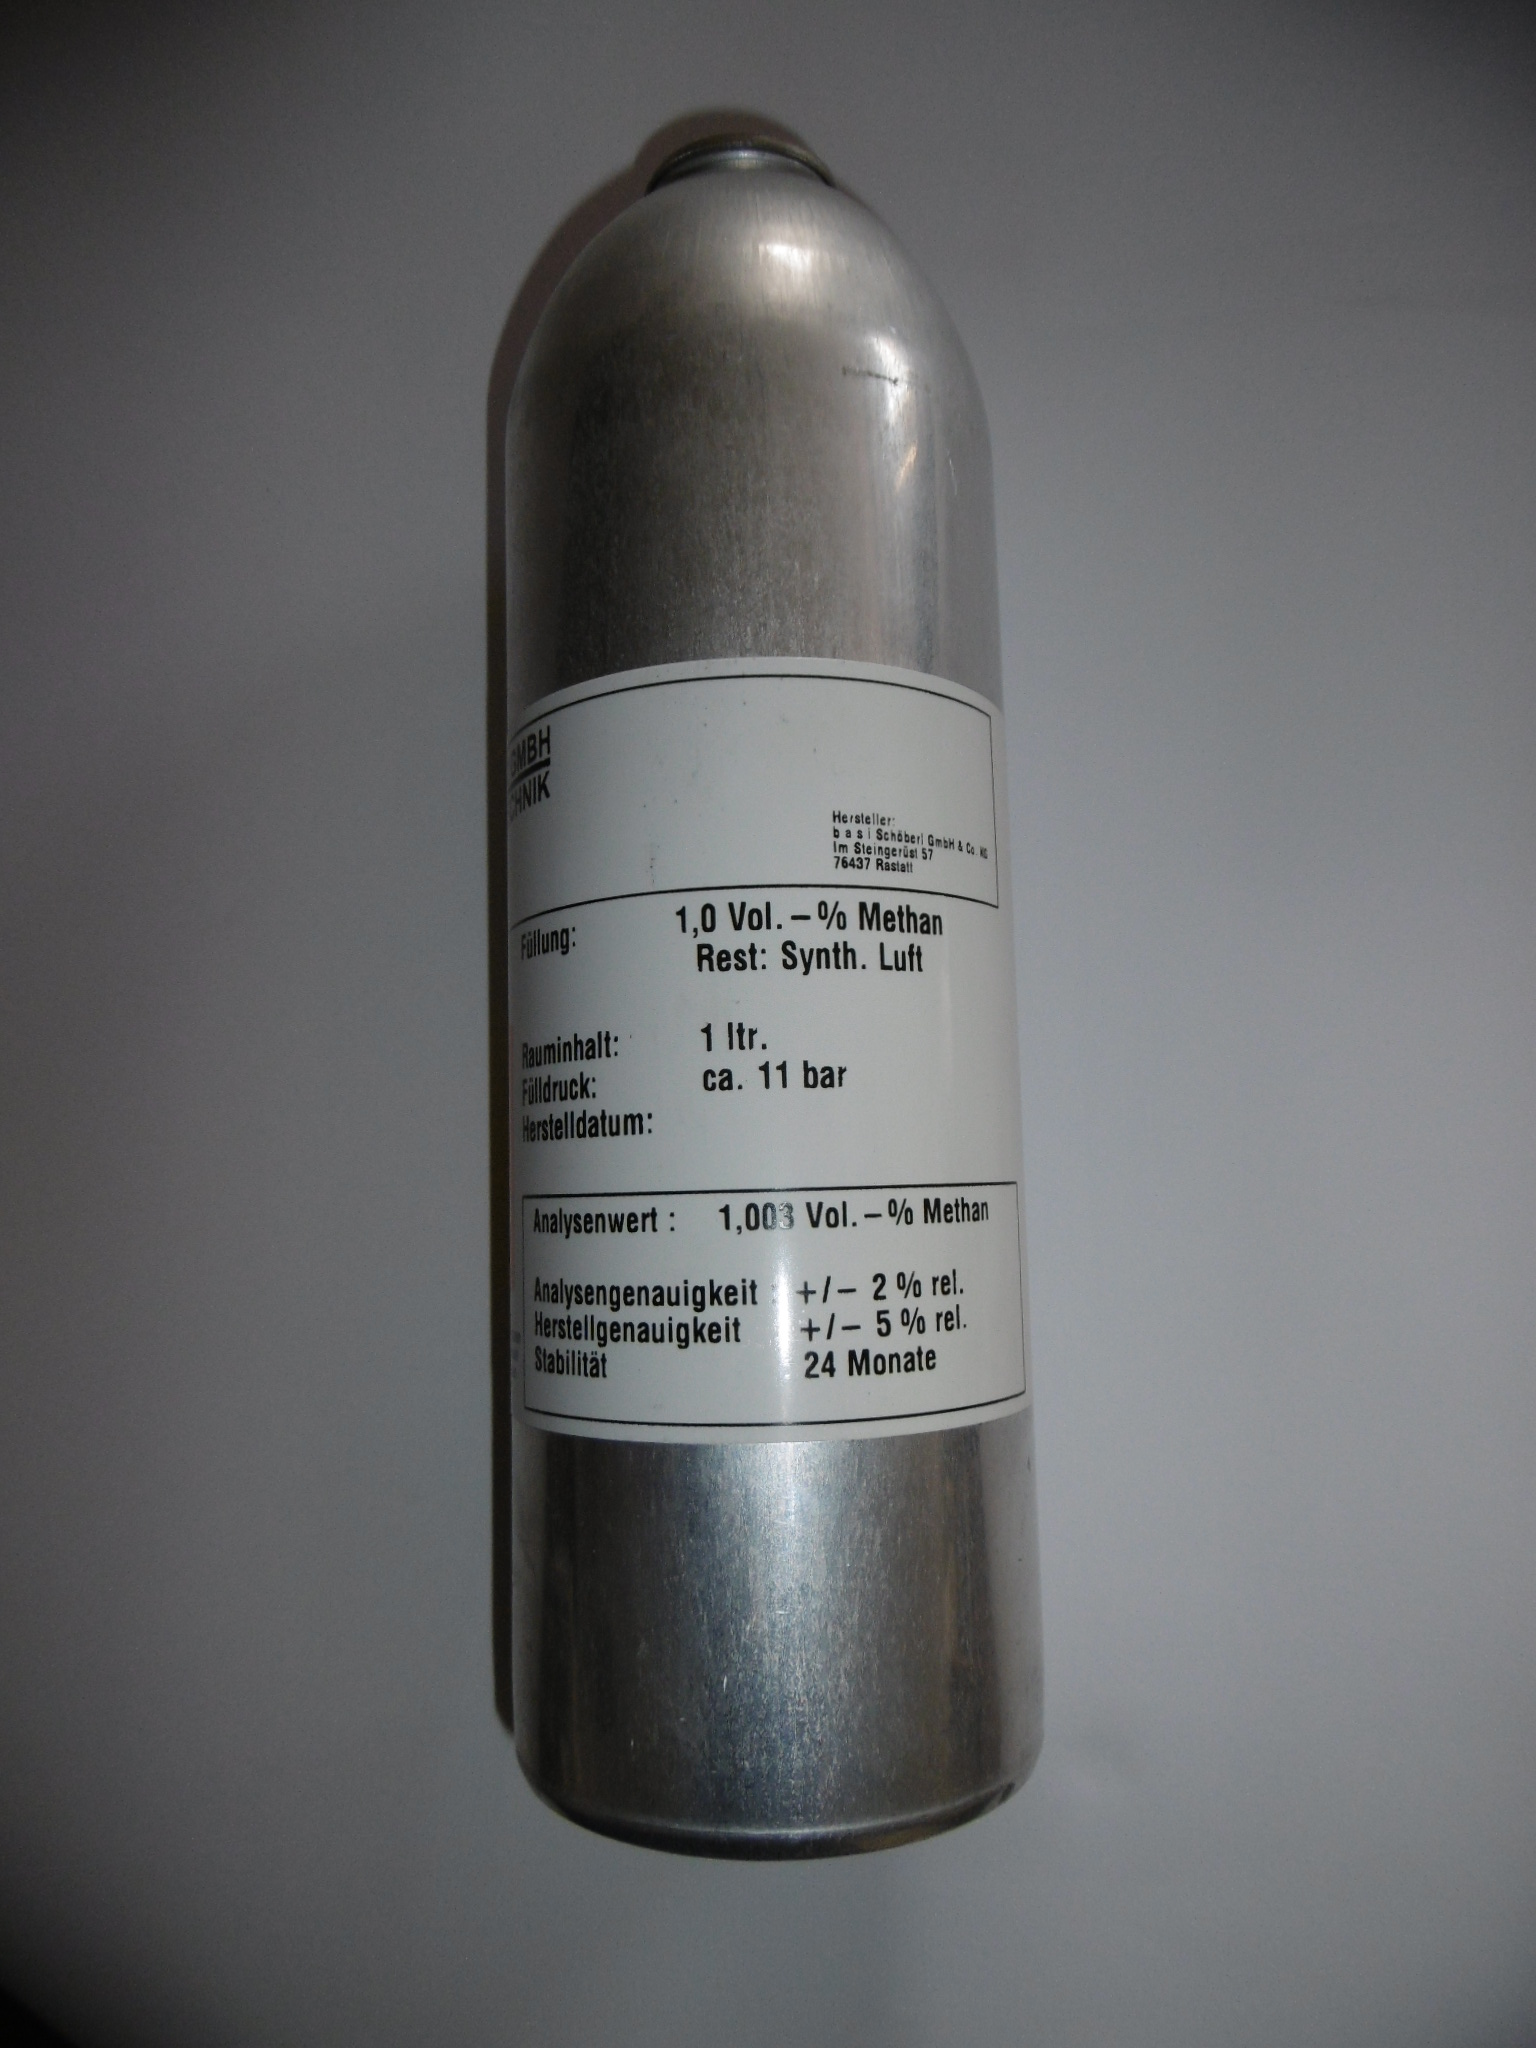 GMBH
CHNIK
Hersteller:
basi Schöberl GmbH & Co. KG
Im Steingerüst 57
76437 Rastatt
Füllung: 1,0 Vol.–% Methan
Rest: Synth. Luft
Rauminhalt: 1 ltr.
Fülldruck: ca. 11 bar
Herstelldatum:
Analysenwert : 1,003 Vol.–% Methan
Analysengenauigkeit : +/– 2 % rel.
Herstellgenauigkeit +/– 5 % rel.
Stabilität 24 Monate